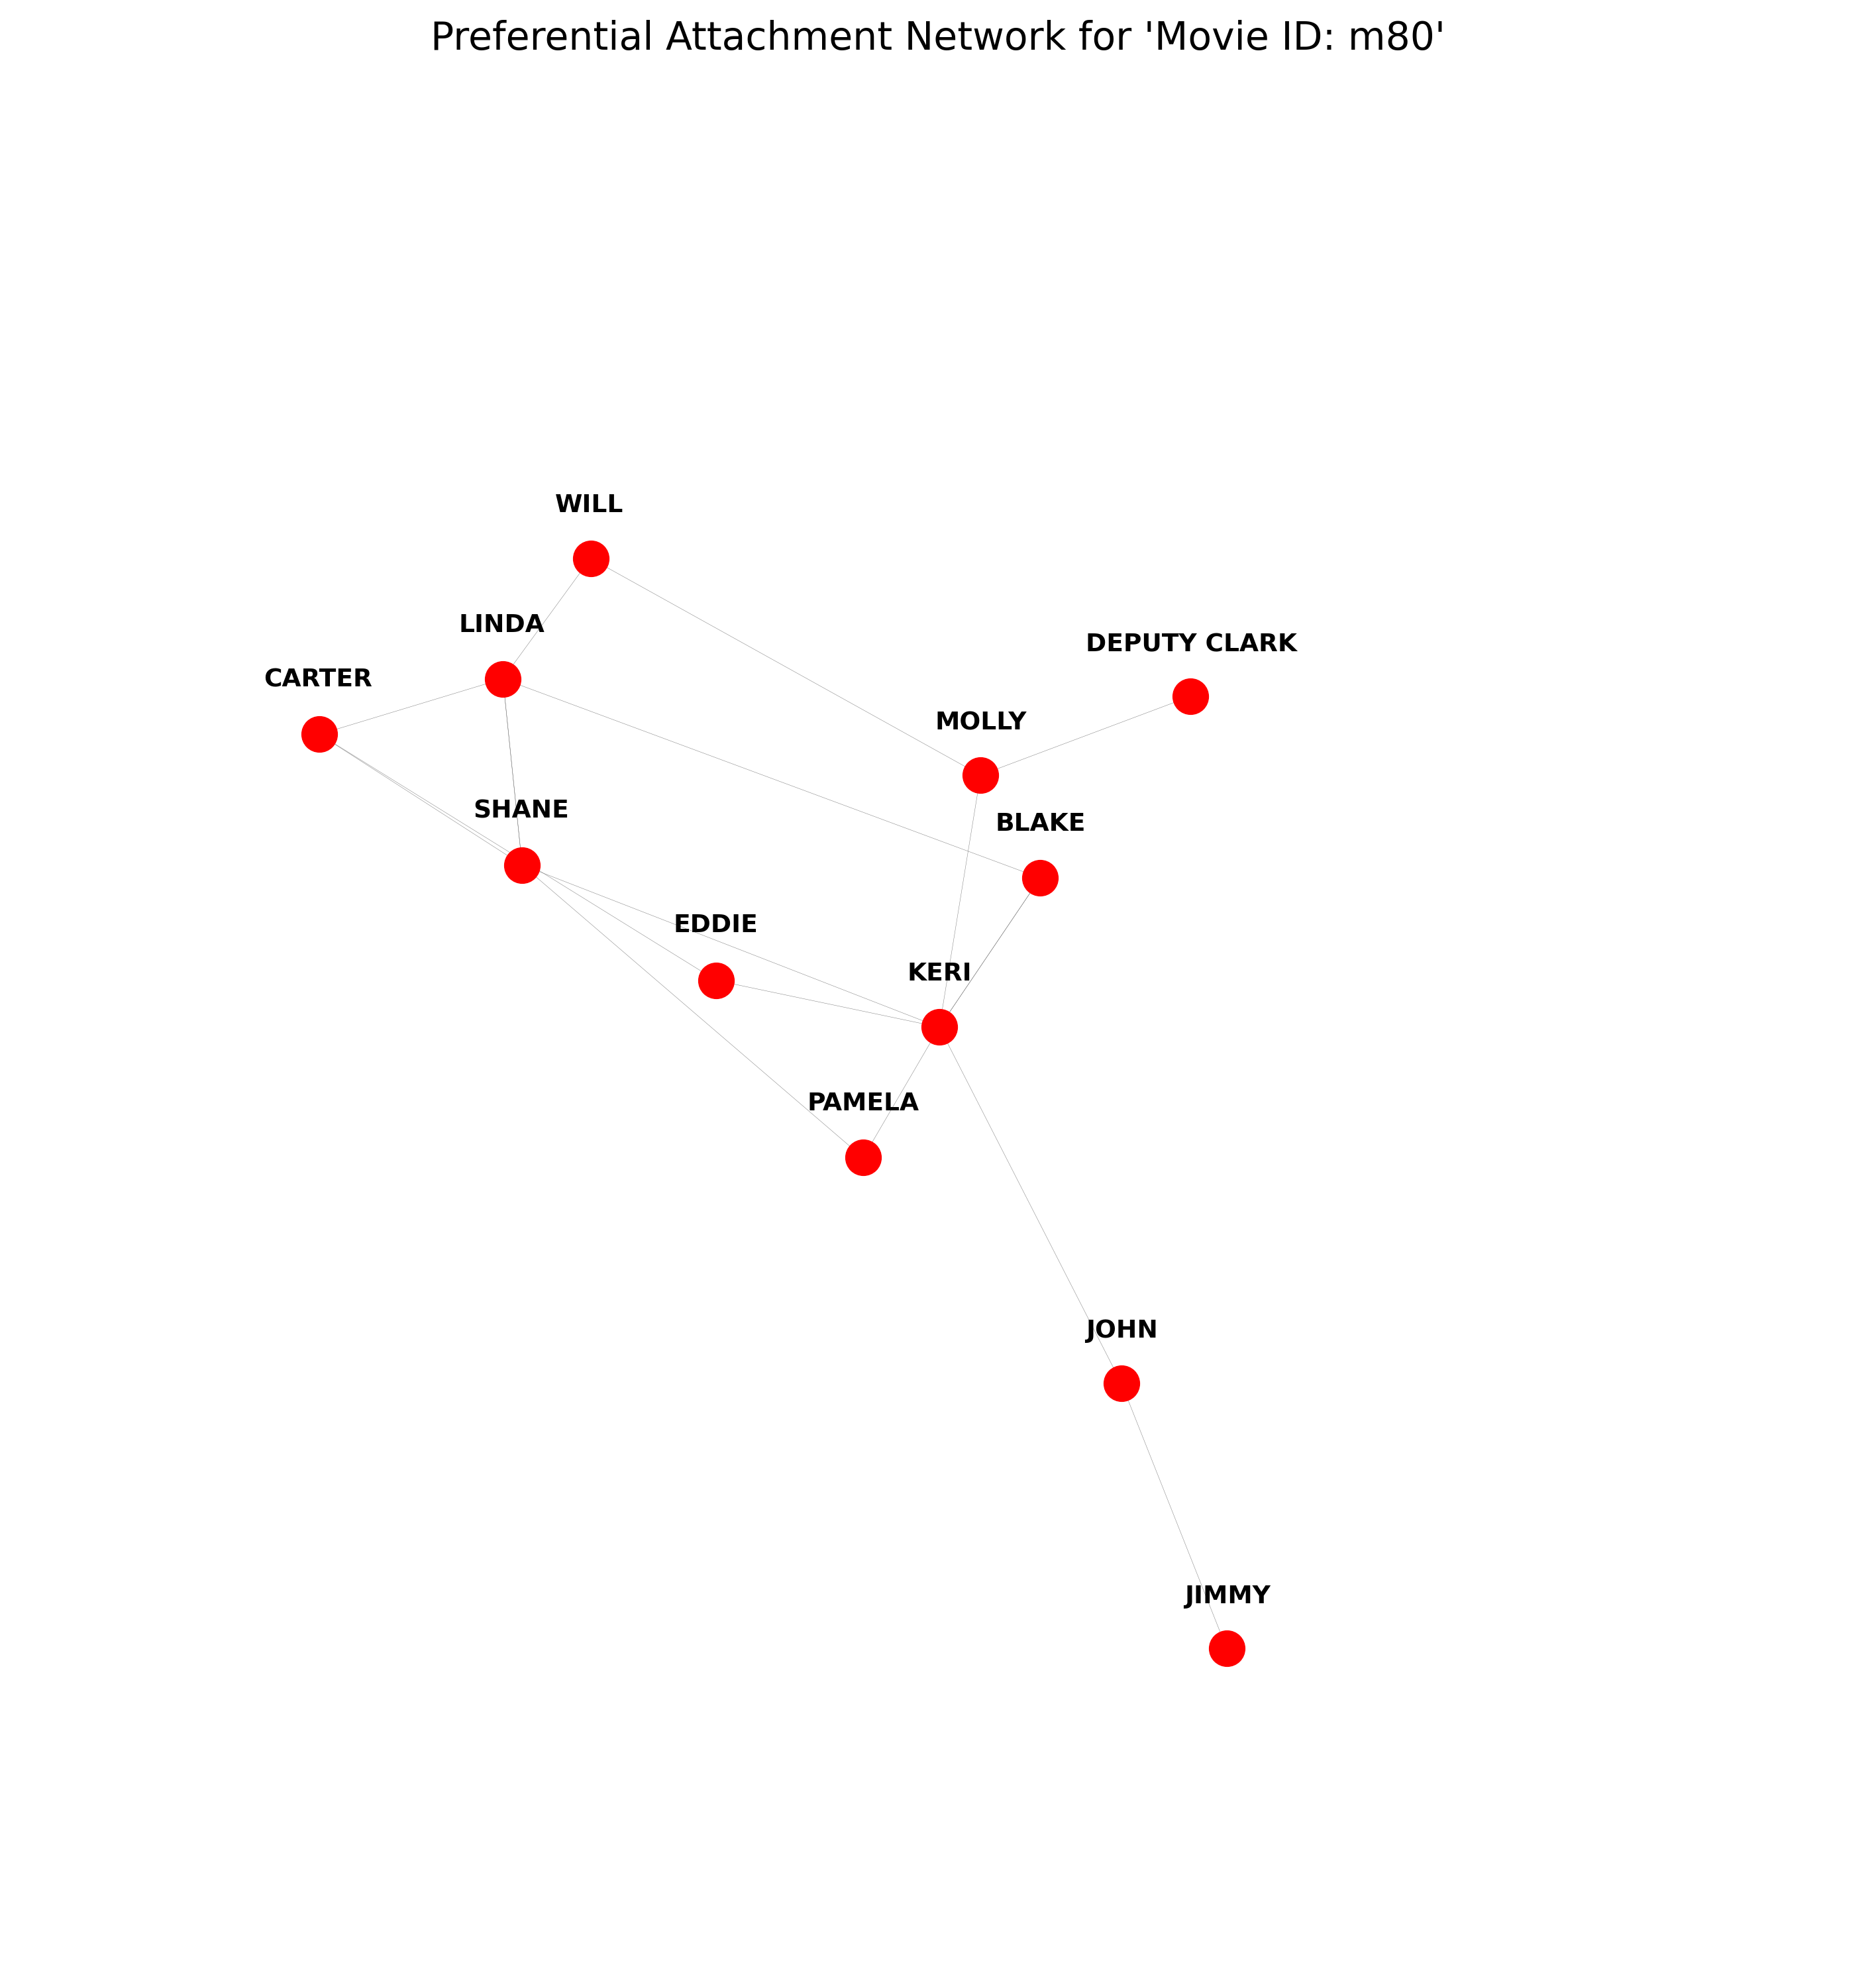 Preferential Attachment Network for 'Movie ID: m80'
WILL
LINDA
DEPUTY CLARK
CARTER
MOLLY
SHANE
BLAKE
EDDIE
KERI
PAMELA
JOHN
JIMMY